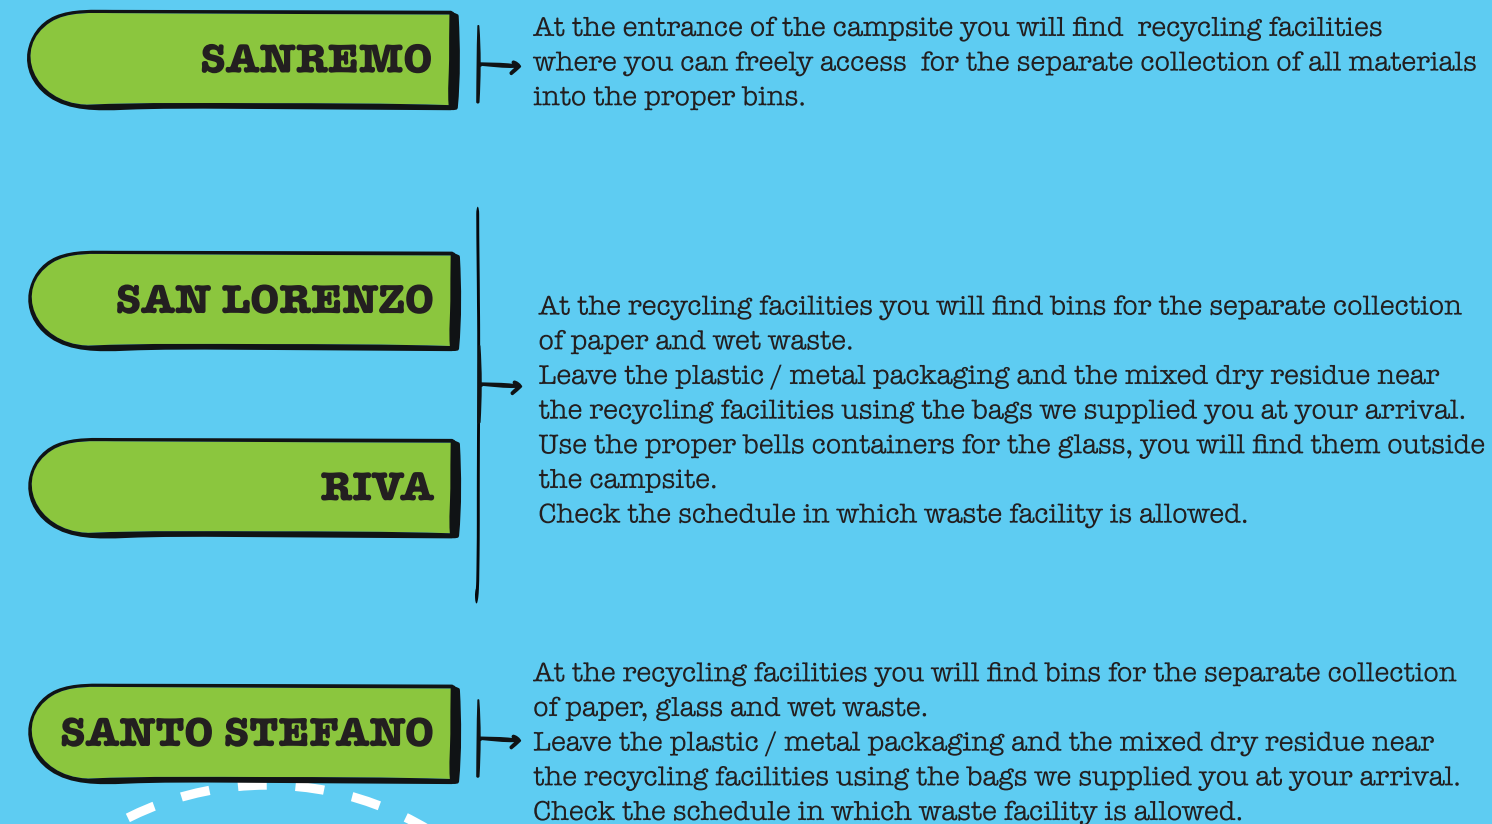 SANREMO
At the entrance of the campsite you will find recycling facilities
where you can freely access for the separate collection of all materials
into the proper bins.
SAN LORENZO
RIVA
At the recycling facilities you will find bins for the separate collection
of paper and wet waste.
Leave the plastic / metal packaging and the mixed dry residue near
the recycling facilities using the bags we supplied you at your arrival.
Use the proper bells containers for the glass, you will find them outside
the campsite.
Check the schedule in which waste facility is allowed.
SANTO STEFANO
At the recycling facilities you will find bins for the separate collection
of paper, glass and wet waste.
Leave the plastic / metal packaging and the mixed dry residue near
the recycling facilities using the bags we supplied you at your arrival.
Check the schedule in which waste facility is allowed.